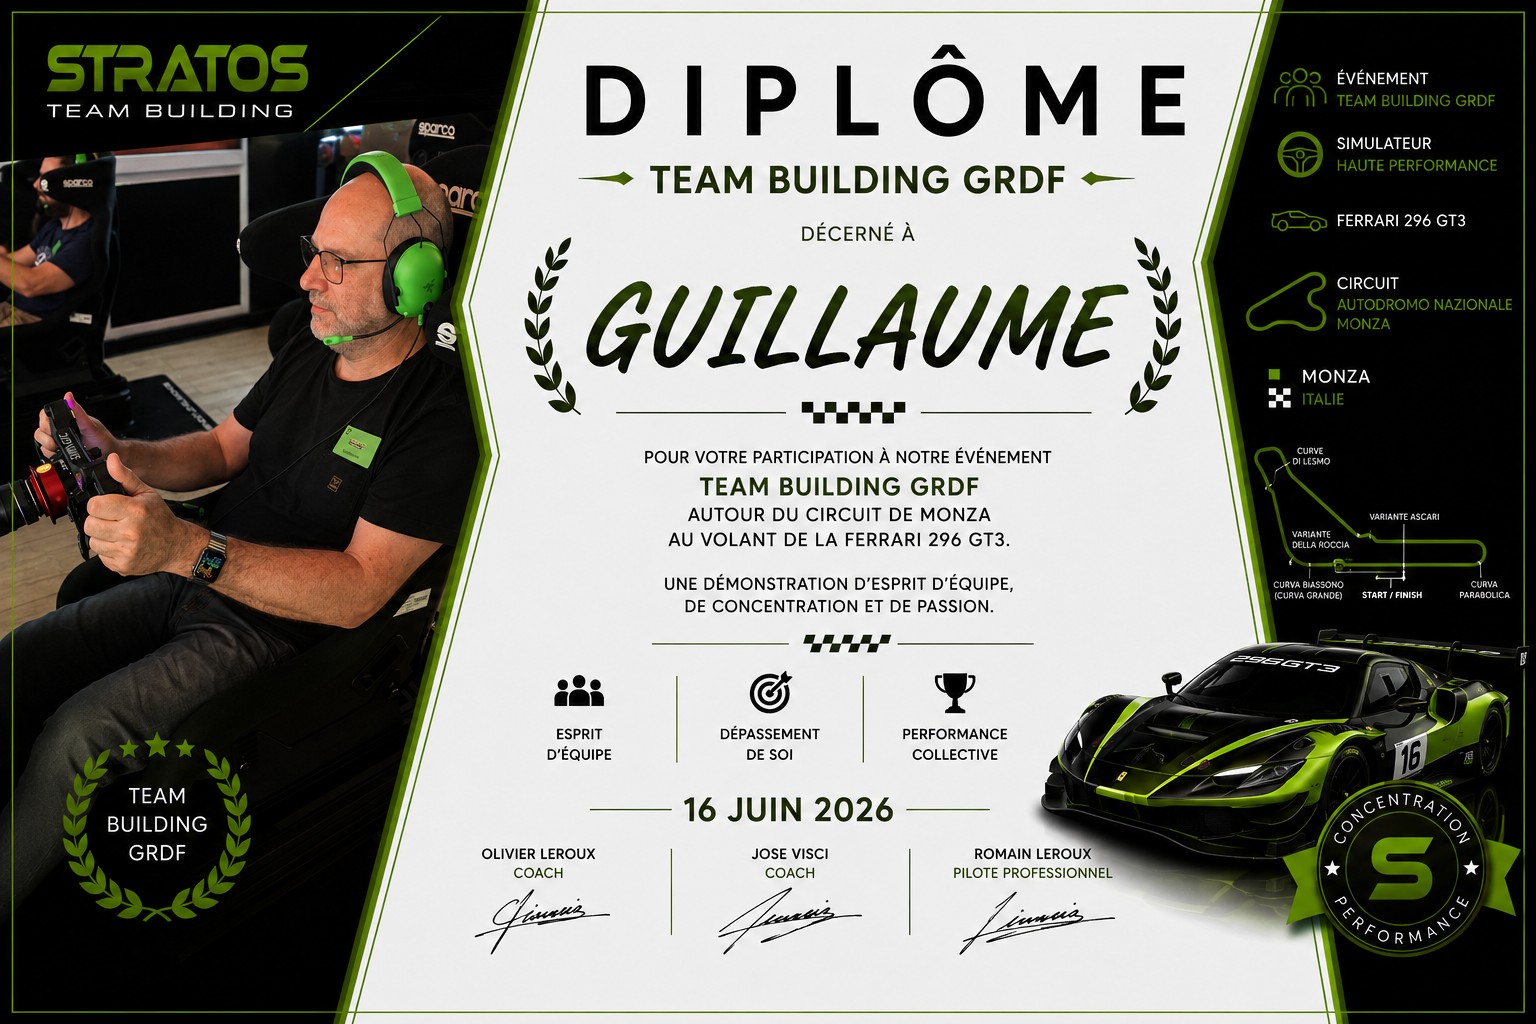 STRATOS
TEAM BUILDING
sparco
sparco
DIPLÔME
TEAM BUILDING GRDF
DÉCERNÉ À
GUILLAUME
POUR VOTRE PARTICIPATION À NOTRE ÉVÉNEMENT
TEAM BUILDING GRDF
AUTOUR DU CIRCUIT DE MONZA
AU VOLANT DE LA FERRARI 296 GT3.
UNE DÉMONSTRATION D'ESPRIT D'ÉQUIPE,
DE CONCENTRATION ET DE PASSION.
ESPRIT
D'ÉQUIPE
DÉPASSEMENT
DE SOI
PERFORMANCE
COLLECTIVE
16 JUIN 2026
OLIVIER LEROUX
COACH
JOSE VISCI
COACH
ROMAIN LEROUX
PILOTE PROFESSIONNEL
TEAM
BUILDING
GRDF
ÉVÉNEMENT
TEAM BUILDING GRDF
SIMULATEUR
HAUTE PERFORMANCE
FERRARI 296 GT3
CIRCUIT
AUTODROMO NAZIONALE
MONZA
MONZA
ITALIE
CURVE
DI LESMO
VARIANTE ASCARI
VARIANTE
DELLA ROCCIA
CURVA BIASSONO
(CURVA GRANDE)
START / FINISH
CURVA
PARABOLICA
296GT3
16
CONCENTRATION
S
PERFORMANCE